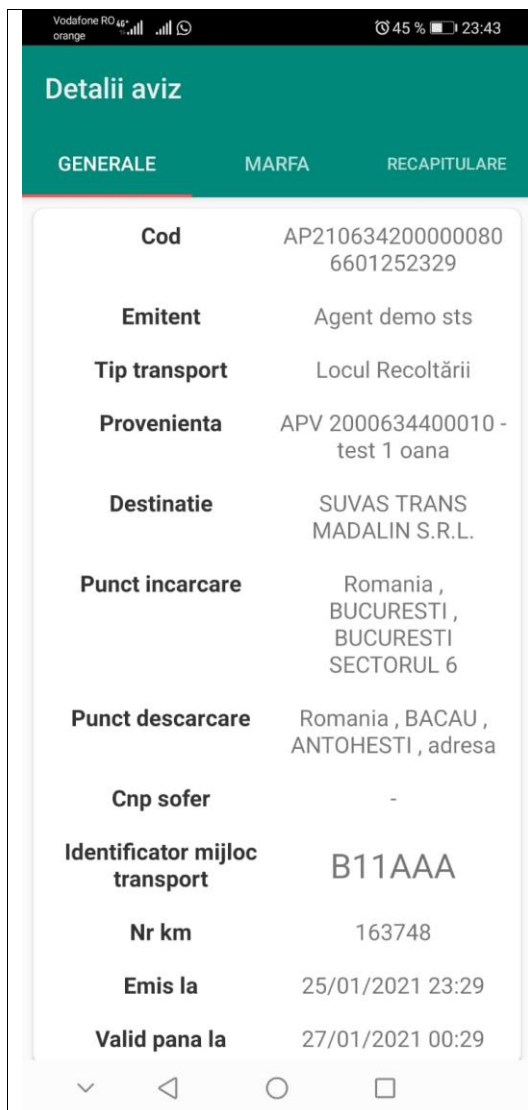 Vodafone RO 4G+ 45 % 23:43
orange
Detalii aviz
GENERALE MARFA RECAPITULARE
Cod AP210634200000080
6601252329
Emitent Agent demo sts
Tip transport Locul Recoltării
Provenienta APV 2000634400010 -
test 1 oana
Destinatie SUVAS TRANS
MADALIN S.R.L.
Punct incarcare Romania ,
BUCURESTI ,
BUCURESTI
SECTORUL 6
Punct descarcare Romania , BACAU ,
ANTOHESTI , adresa
Cnp sofer -
Identificator mijloc
transport B11AAA
Nr km 163748
Emis la 25/01/2021 23:29
Valid pana la 27/01/2021 00:29